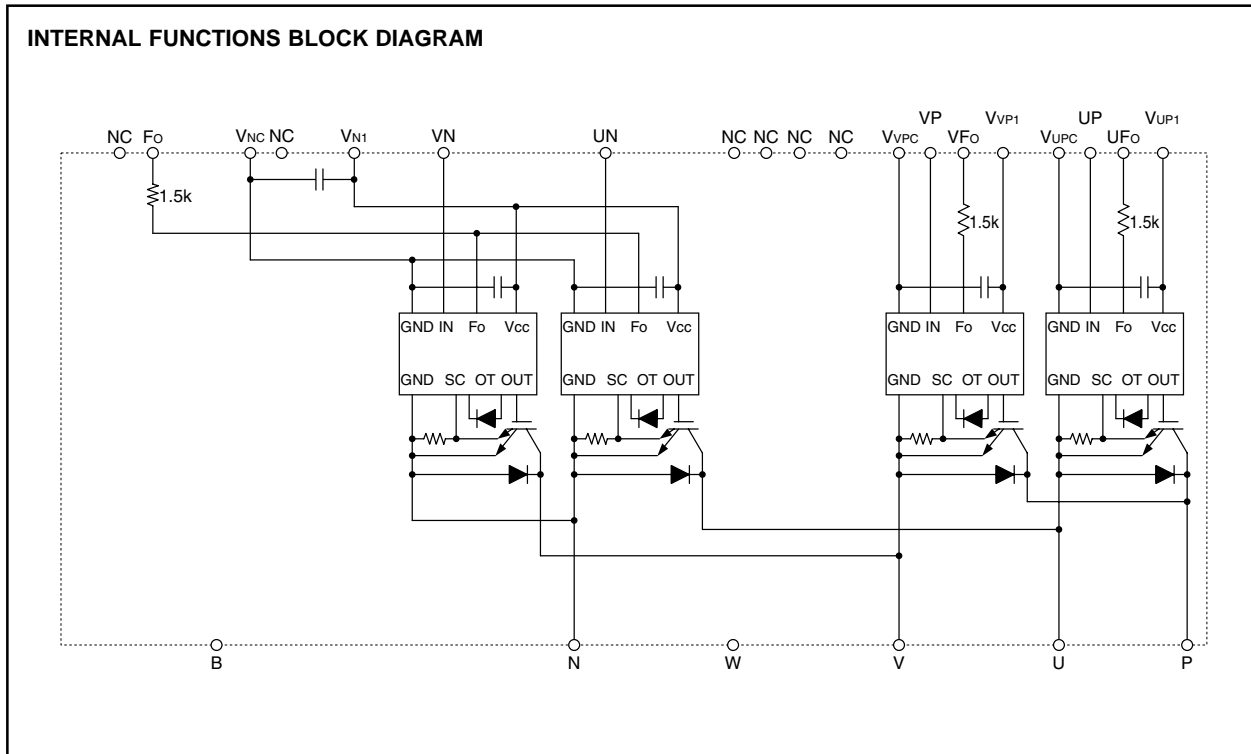 INTERNAL FUNCTIONS BLOCK DIAGRAM
NC FO VNC NC VN1 VN UN NC NC NC NC VVPC VP VFO VVP1 VUPC UP UFO VUP1
1.5k 1.5k 1.5k
GND IN FO VCC GND IN FO VCC GND IN FO VCC GND IN FO VCC
GND SC OT OUT GND SC OT OUT GND SC OT OUT GND SC OT OUT
B N W V U P